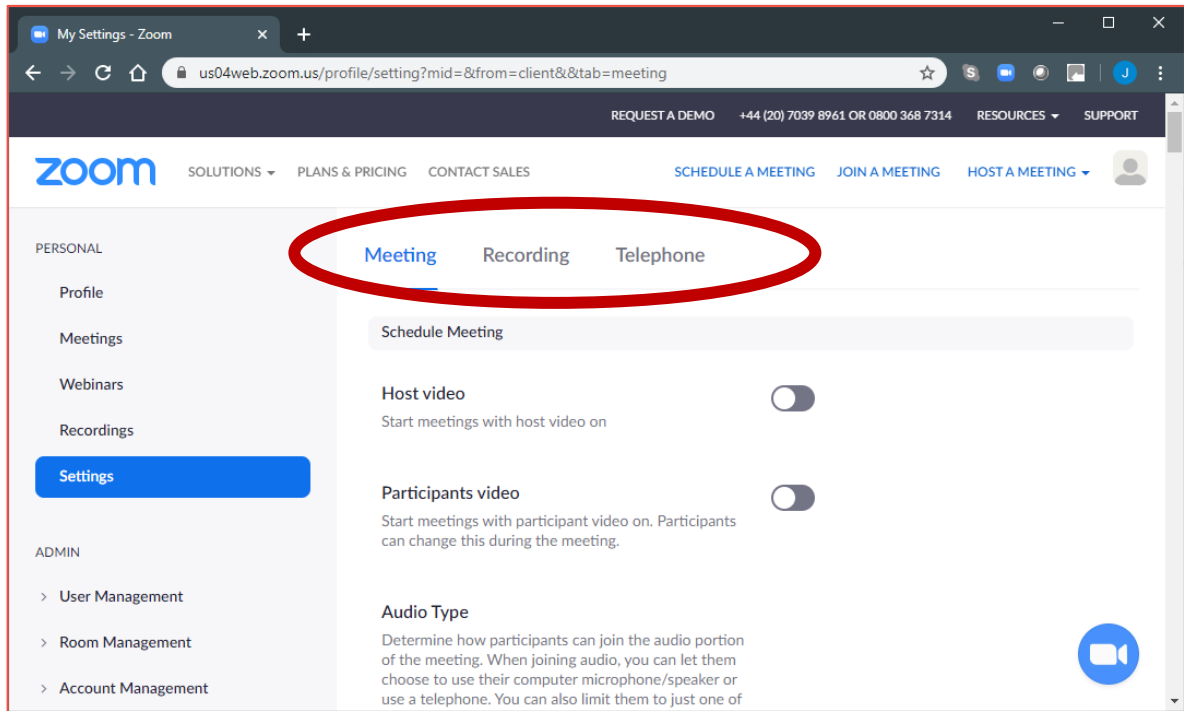 My Settings - Zoom
us04web.zoom.us/profile/setting?mid=&from=client&&tab=meeting
J
REQUEST A DEMO +44 (20) 7039 8961 OR 0800 368 7314 RESOURCES SUPPORT
zoom SOLUTIONS PLANS & PRICING CONTACT SALES SCHEDULE A MEETING JOIN A MEETING HOST A MEETING
PERSONAL
Profile
Meetings
Webinars
Recordings
Settings
ADMIN
User Management
Room Management
Account Management
Meeting Recording Telephone
Schedule Meeting
Host video
Start meetings with host video on
Participants video
Start meetings with participant video on. Participants
can change this during the meeting.
Audio Type
Determine how participants can join the audio portion
of the meeting. When joining audio, you can let them
choose to use their computer microphone/speaker or
use a telephone. You can also limit them to just one of